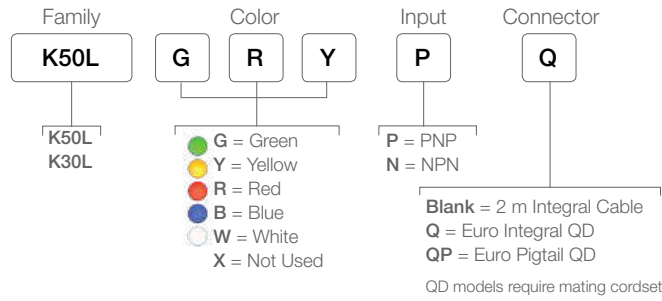 Family Color Input Connector
K50L G R Y P Q
K50L
K30L
G = Green
Y = Yellow
R = Red
B = Blue
W = White
X = Not Used
P = PNP
N = NPN
Blank = 2 m Integral Cable
Q = Euro Integral QD
QP = Euro Pigtail QD
QD models require mating cordset